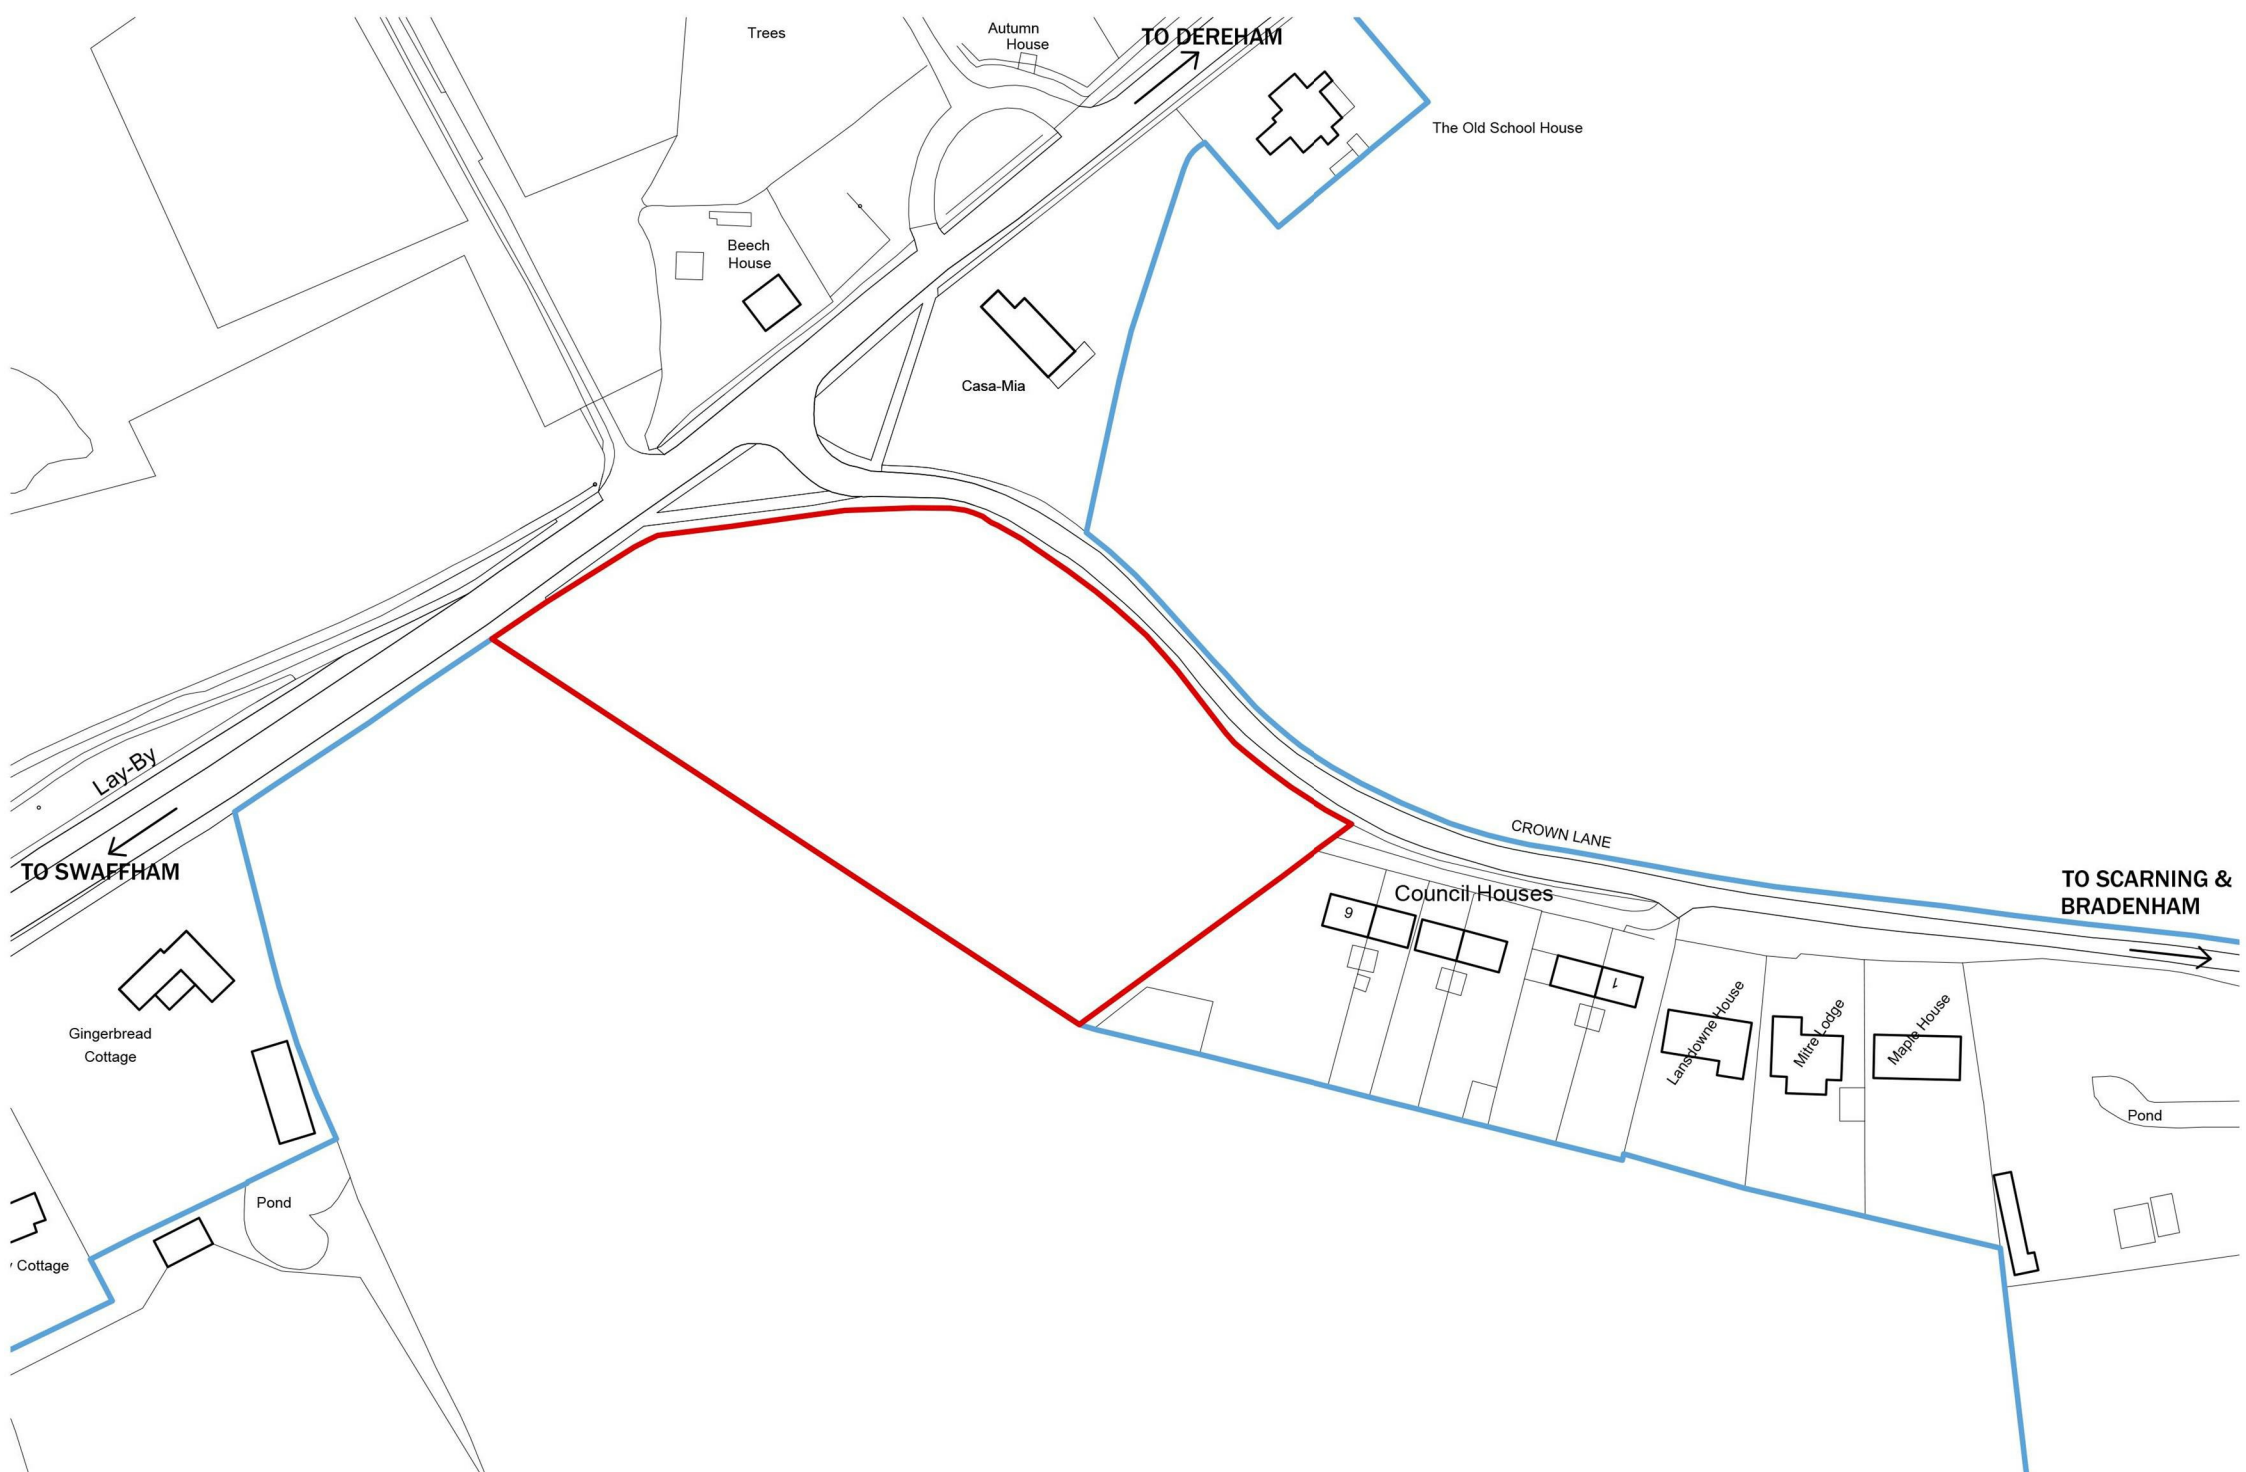 Trees
Autumn
House
TO DEREHAM
The Old School House
Beech
House
Casa-Mia
Lay-By
TO SWAFFHAM
CROWN LANE
TO SCARNING &
BRADENHAM
Council Houses
6
1
Lansdowne House
Mitre Lodge
Maple House
Gingerbread
Cottage
Pond
Pond
Cottage